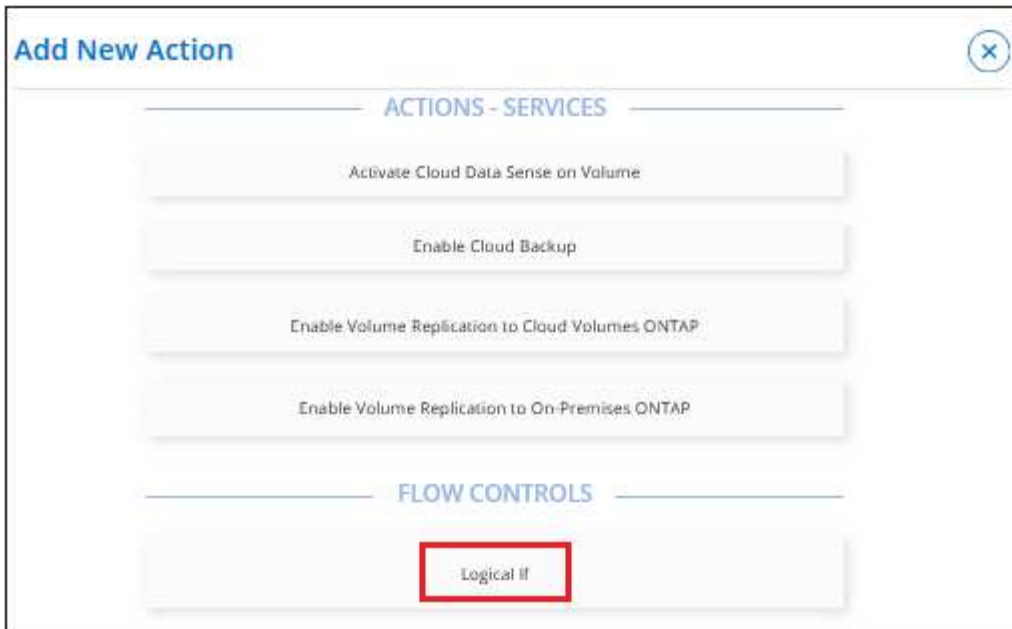 Add New Action
ACTIONS - SERVICES
Activate Cloud Data Sense on Volume
Enable Cloud Backup
Enable Volume Replication to Cloud Volumes ONTAP
Enable Volume Replication to On-Premises ONTAP
FLOW CONTROLS
Logical If